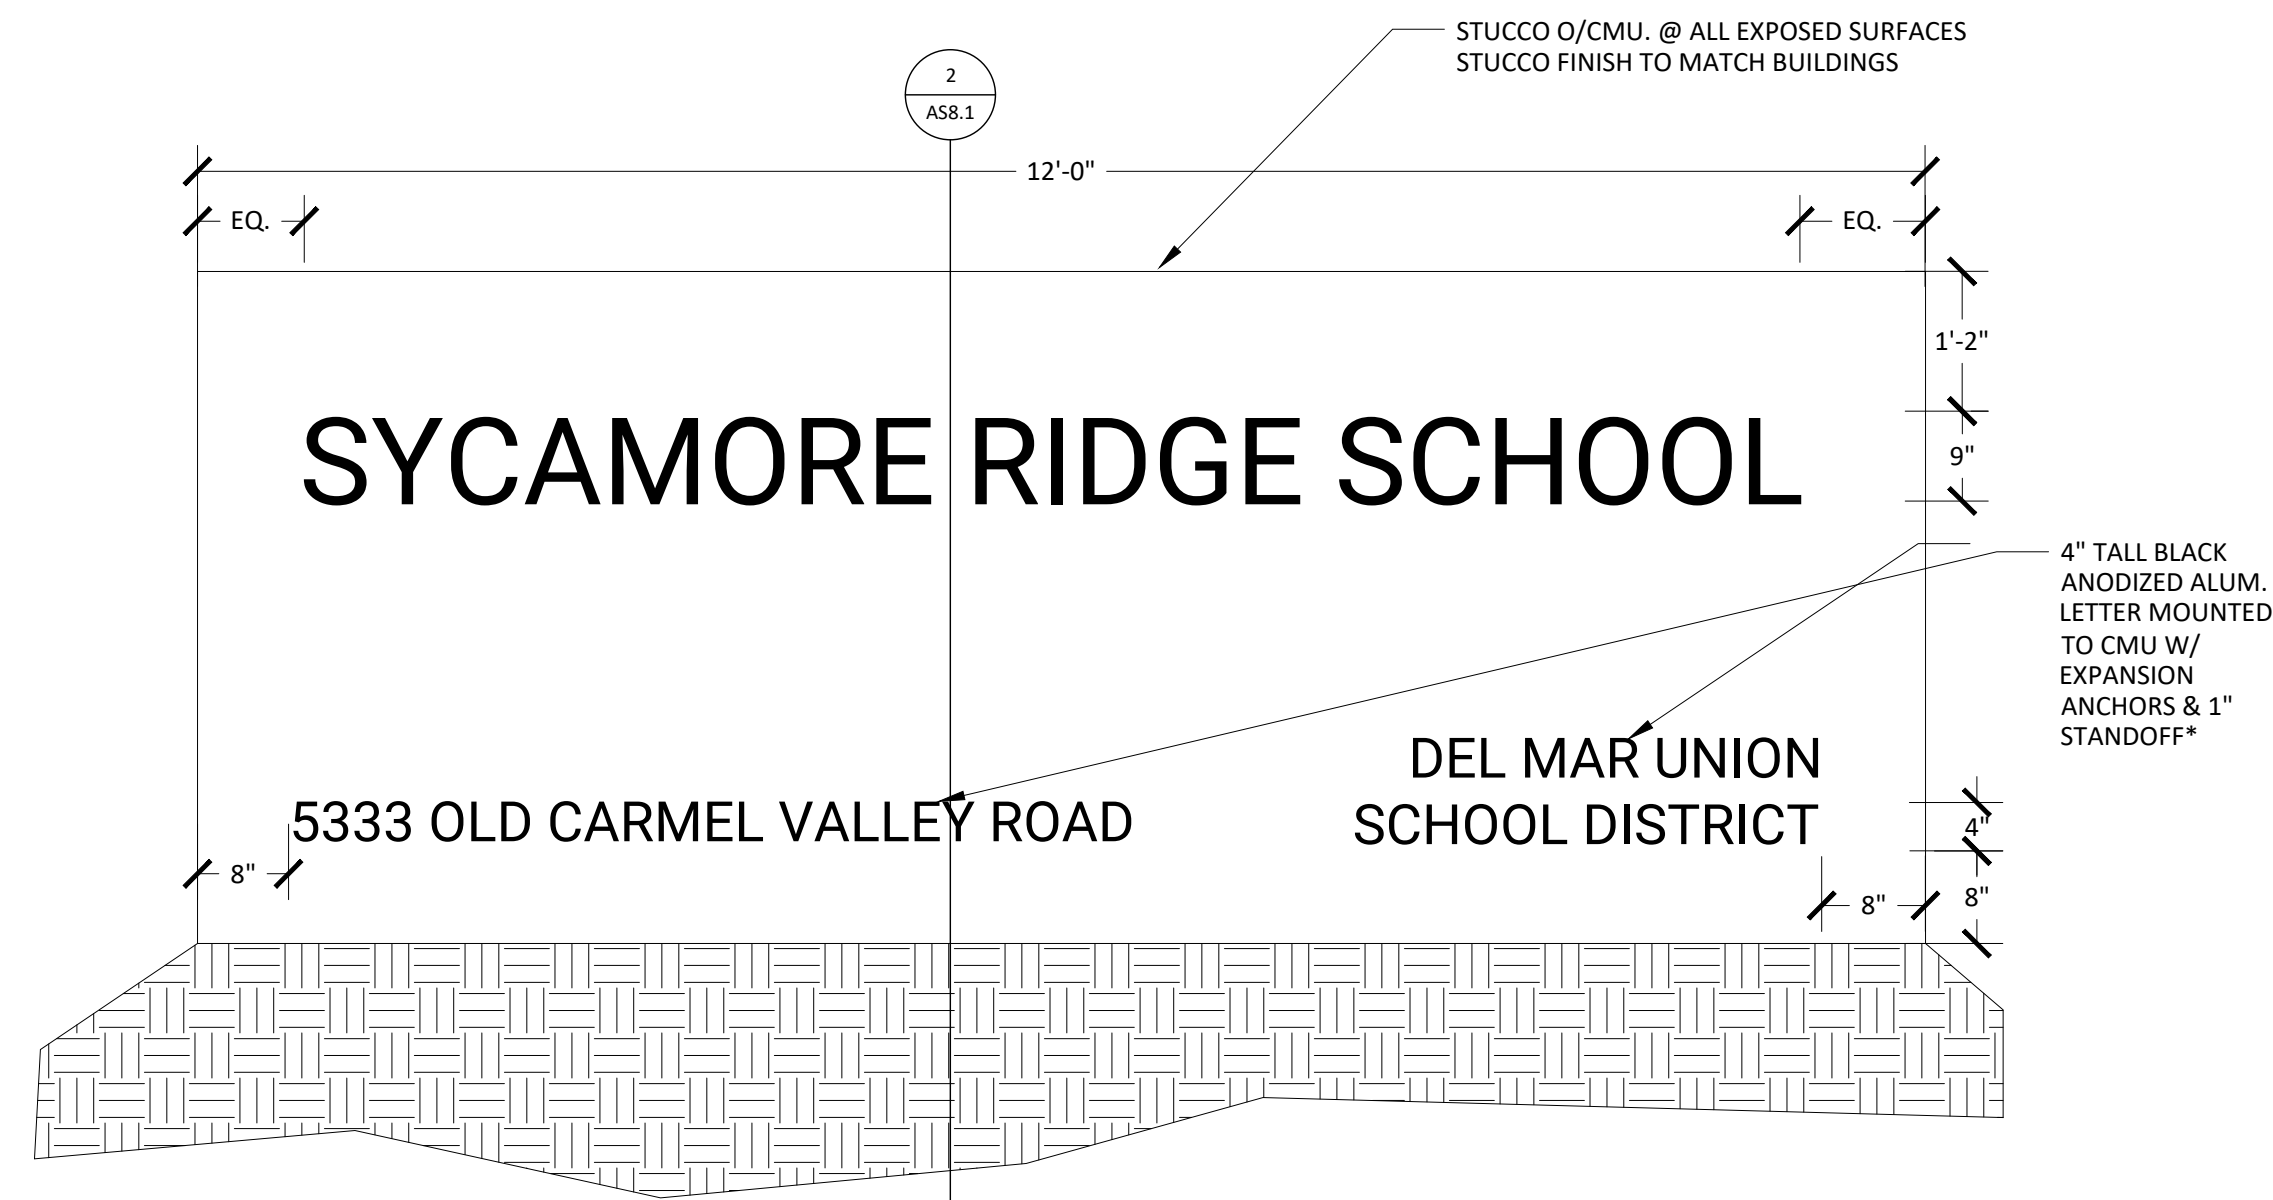 STUCCO O/CMU. @ ALL EXPOSED SURFACES
STUCCO FINISH TO MATCH BUILDINGS
2
AS8.1
12'-0"
EQ.
EQ.
1'-2"
SYCAMORE RIDGE SCHOOL
9"
4" TALL BLACK
ANODIZED ALUM.
LETTER MOUNTED
TO CMU W/
EXPANSION
ANCHORS & 1"
STANDOFF*
DEL MAR UNION
SCHOOL DISTRICT
5333 OLD CARMEL VALLEY ROAD
4"
8"
8"
8"